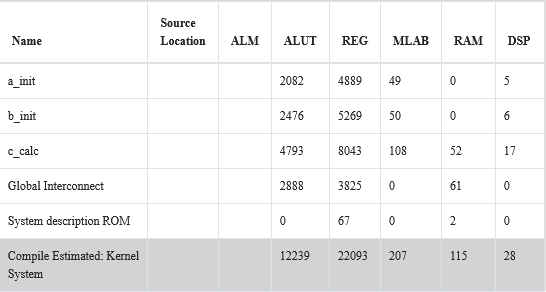 Name Source Location ALM ALUT REG MLAB RAM DSP
a_init 2082 4889 49 0 5
b_init 2476 5269 50 0 6
c_calc 4793 8043 108 52 17
Global Interconnect 2888 3825 0 61 0
System description ROM 0 67 0 2 0
Compile Estimated: Kernel System 12239 22093 207 115 28